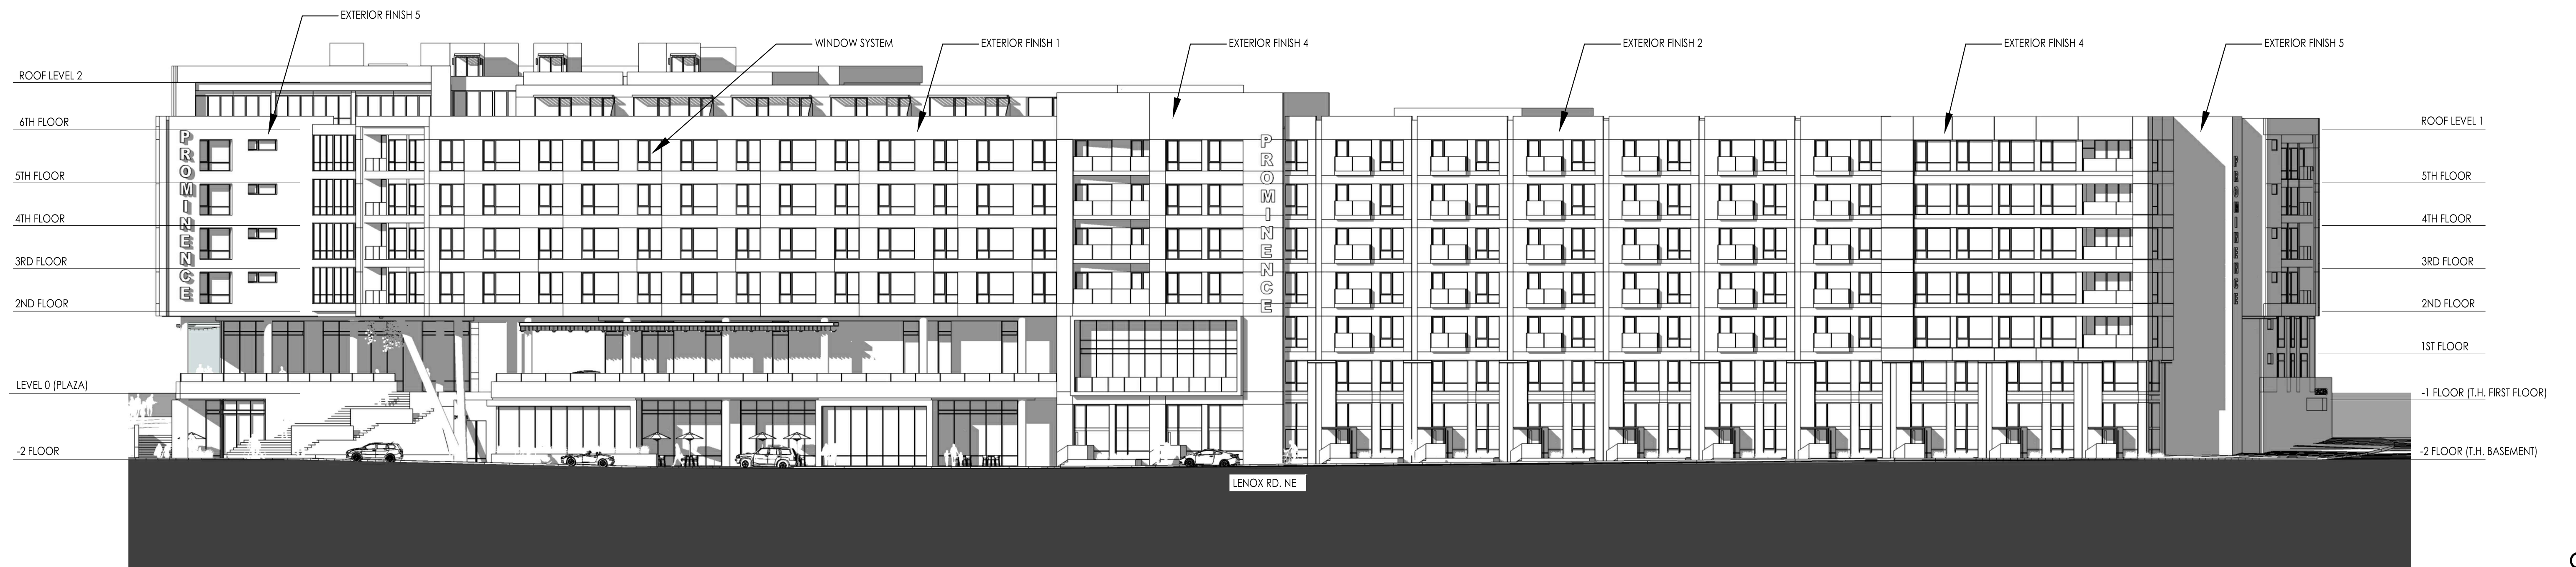 EXTERIOR FINISH 5
WINDOW SYSTEM
EXTERIOR FINISH 1
EXTERIOR FINISH 4
EXTERIOR FINISH 2
EXTERIOR FINISH 4
EXTERIOR FINISH 5
ROOF LEVEL 2
6TH FLOOR
5TH FLOOR
4TH FLOOR
3RD FLOOR
2ND FLOOR
LEVEL 0 (PLAZA)
-2 FLOOR
PROMINENCE
PROMINENCE
ROOF LEVEL 1
5TH FLOOR
4TH FLOOR
3RD FLOOR
2ND FLOOR
1ST FLOOR
-1 FLOOR (T.H. FIRST FLOOR)
-2 FLOOR (T.H. BASEMENT)
LENOX RD. NE